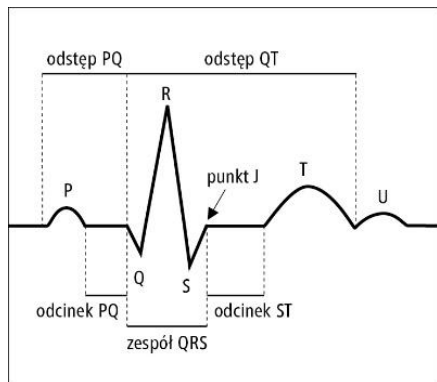 odstęp PQ odstęp QT
R
punkt J
T
P
U
Q
S
odcinek PQ
odcinek ST
zespół QRS